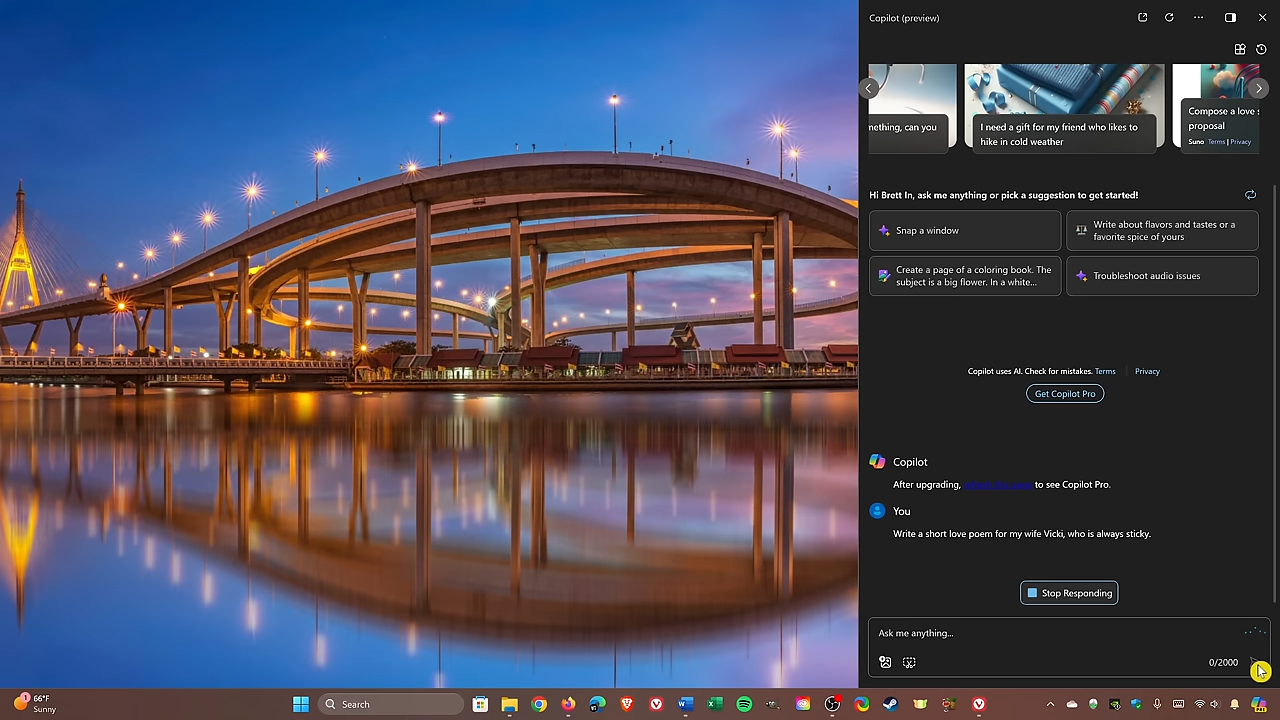 Copilot (preview)
mething, can you
I need a gift for my friend who likes to
hike in cold weather
Compose a love s
proposal
Suno Terms | Privacy
Hi Brett In, ask me anything or pick a suggestion to get started!
Snap a window
Write about flavors and tastes or a
favorite spice of yours
Create a page of a coloring book. The
subject is a big flower. In a white...
Troubleshoot audio issues
Copilot uses AI. Check for mistakes. Terms Privacy
Get Copilot Pro
Copilot
After upgrading, to see Copilot Pro.
You
Write a short love poem for my wife Vicki, who is always sticky.
Stop Responding
Ask me anything...
0/2000
1
66°F
Sunny
Search